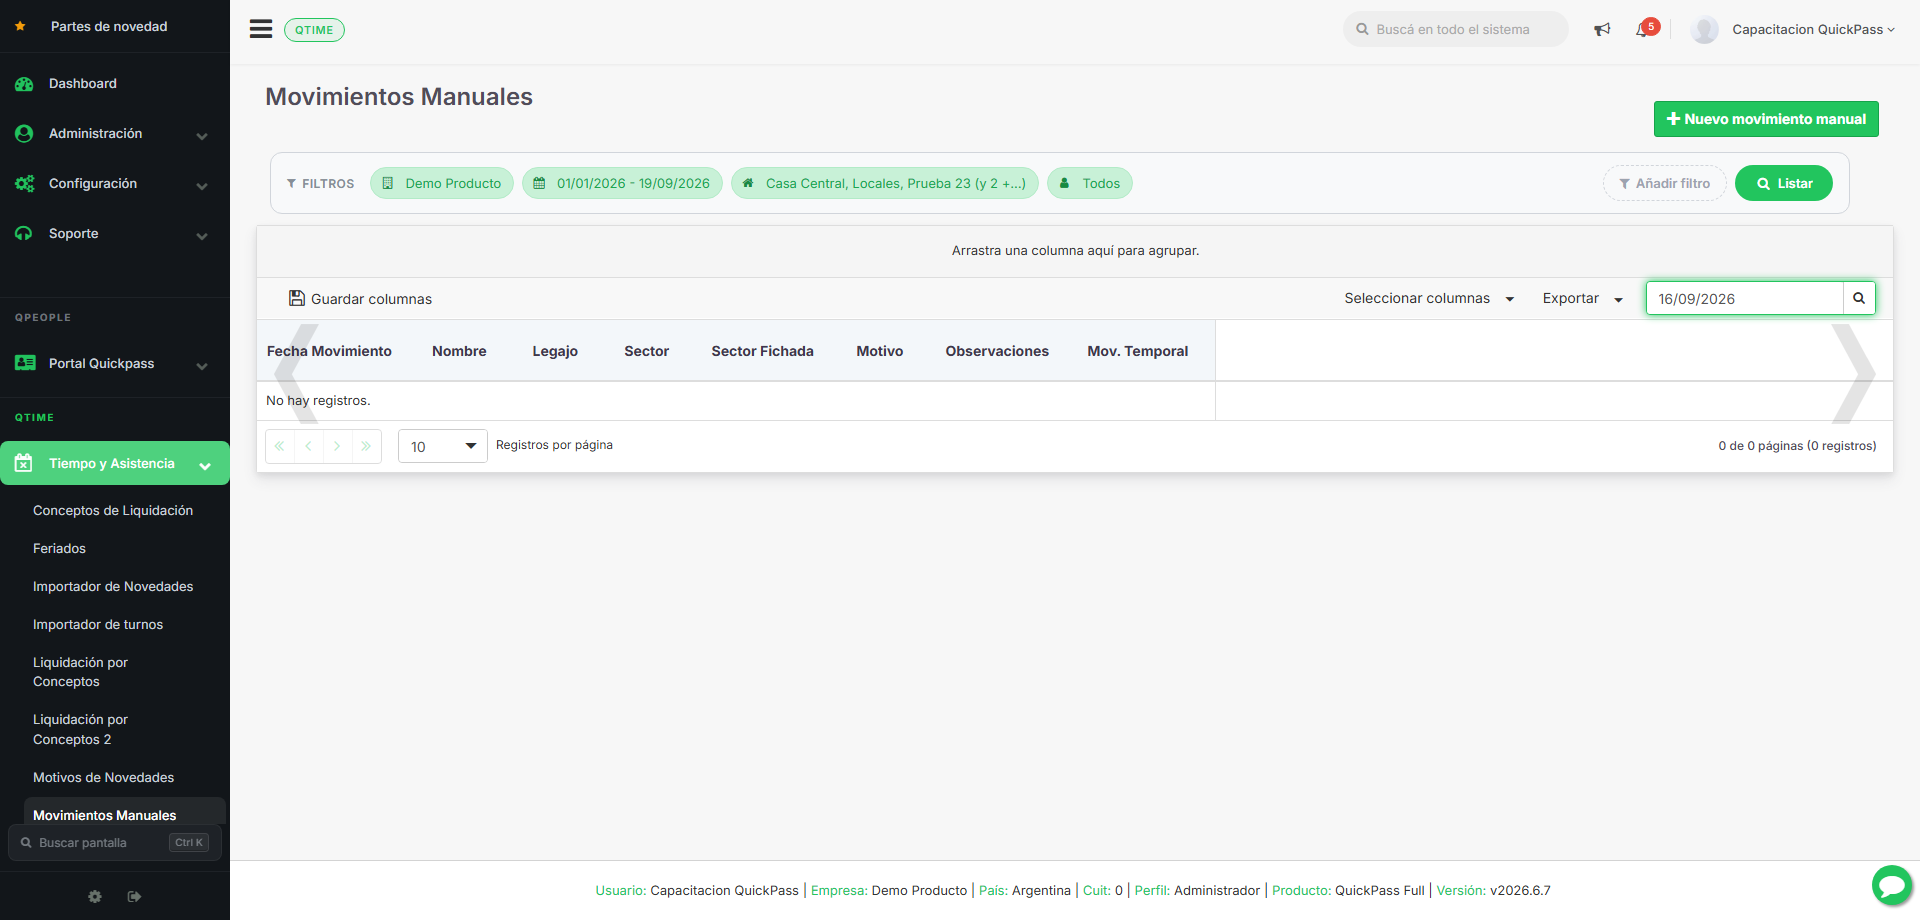 Partes de novedad
Dashboard
Administración
Configuración
Soporte
QPEOPLE
Portal Quickpass
QTIME
Tiempo y Asistencia
Conceptos de Liquidación
Feriados
Importador de Novedades
Importador de turnos
Liquidación por
Conceptos
Liquidación por
Conceptos 2
Motivos de Novedades
Movimientos Manuales
Buscar pantalla Ctrl K
QTIME
Buscá en todo el sistema
5
Capacitacion QuickPass
Movimientos Manuales
Nuevo movimiento manual
FILTROS Demo Producto 01/01/2026 - 19/09/2026 Casa Central, Locales, Prueba 23 (y 2 +...) Todos Añadir filtro Listar
Arrastra una columna aquí para agrupar.
Guardar columnas Seleccionar columnas Exportar 16/09/2026
Fecha Movimiento Nombre Legajo Sector Sector Fichada Motivo Observaciones Mov. Temporal
No hay registros.
10 Registros por página 0 de 0 páginas (0 registros)
Usuario: Capacitacion QuickPass | Empresa: Demo Producto | País: Argentina | Cuit: 0 | Perfil: Administrador | Producto: QuickPass Full | Versión: v2026.6.7